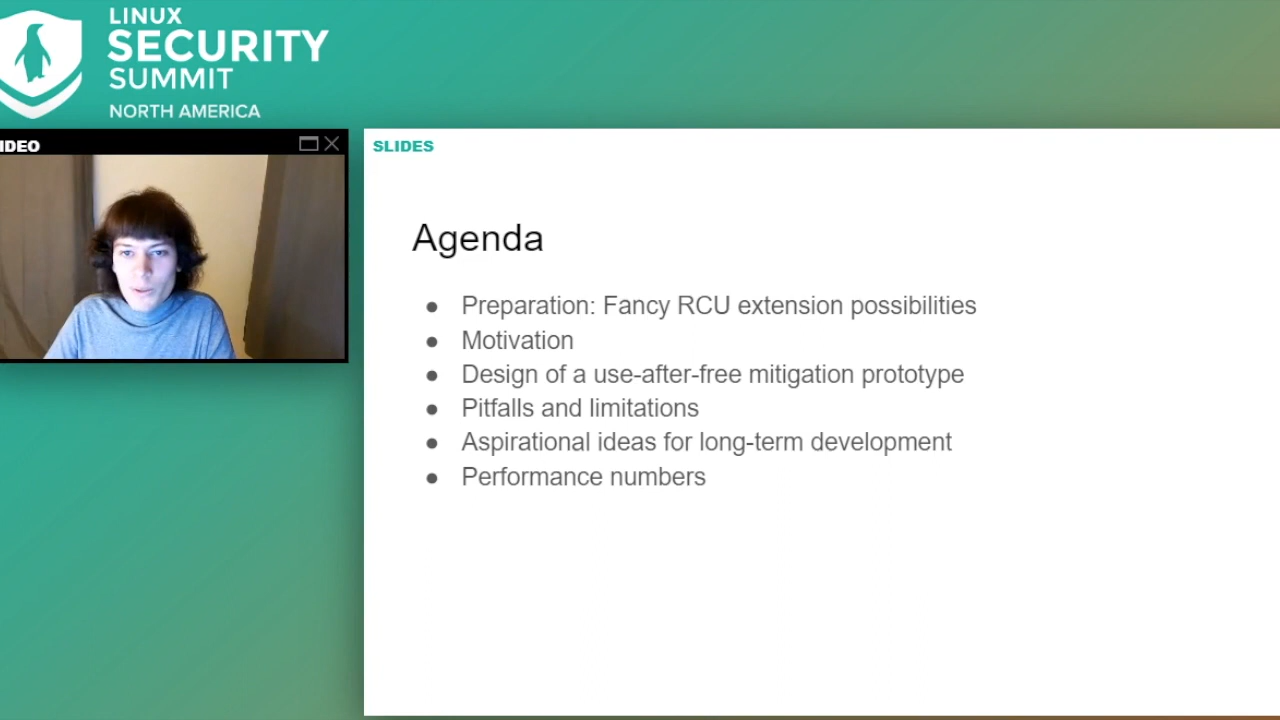 LINUX
SECURITY
SUMMIT
NORTH AMERICA
IDEO
SLIDES
Agenda
● Preparation: Fancy RCU extension possibilities
● Motivation
● Design of a use-after-free mitigation prototype
● Pitfalls and limitations
● Aspirational ideas for long-term development
● Performance numbers